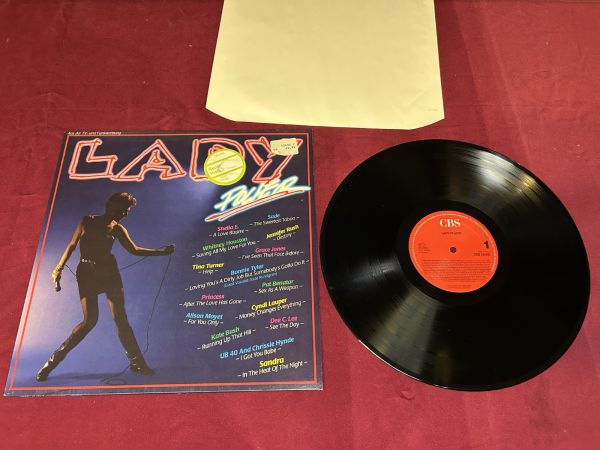 Aus der TV- und Funkwerbung
LADY
POWER
Sheila E.
– A Love Bizarre –
Sade
– The Sweetest Taboo –
Whitney Houston
– Saving All My Love For You –
Jennifer Rush
– Destiny –
Grace Jones
– I've Seen That Face Before –
Tina Turner
– Help –
Bonnie Tyler
– Loving You's A Dirty Job But Somebody's Gotta Do It –
Pat Benatar
– Sex As A Weapon –
Princess
– After The Love Has Gone –
Cyndi Lauper
– Money Changes Everything –
Alison Moyet
– For You Only –
Dee C. Lee
– See The Day –
Kate Bush
– Running Up That Hill –
UB 40 And Chrissie Hynde
– I Got You Babe –
Sandra
– In The Heat Of The Night –
CBS
1